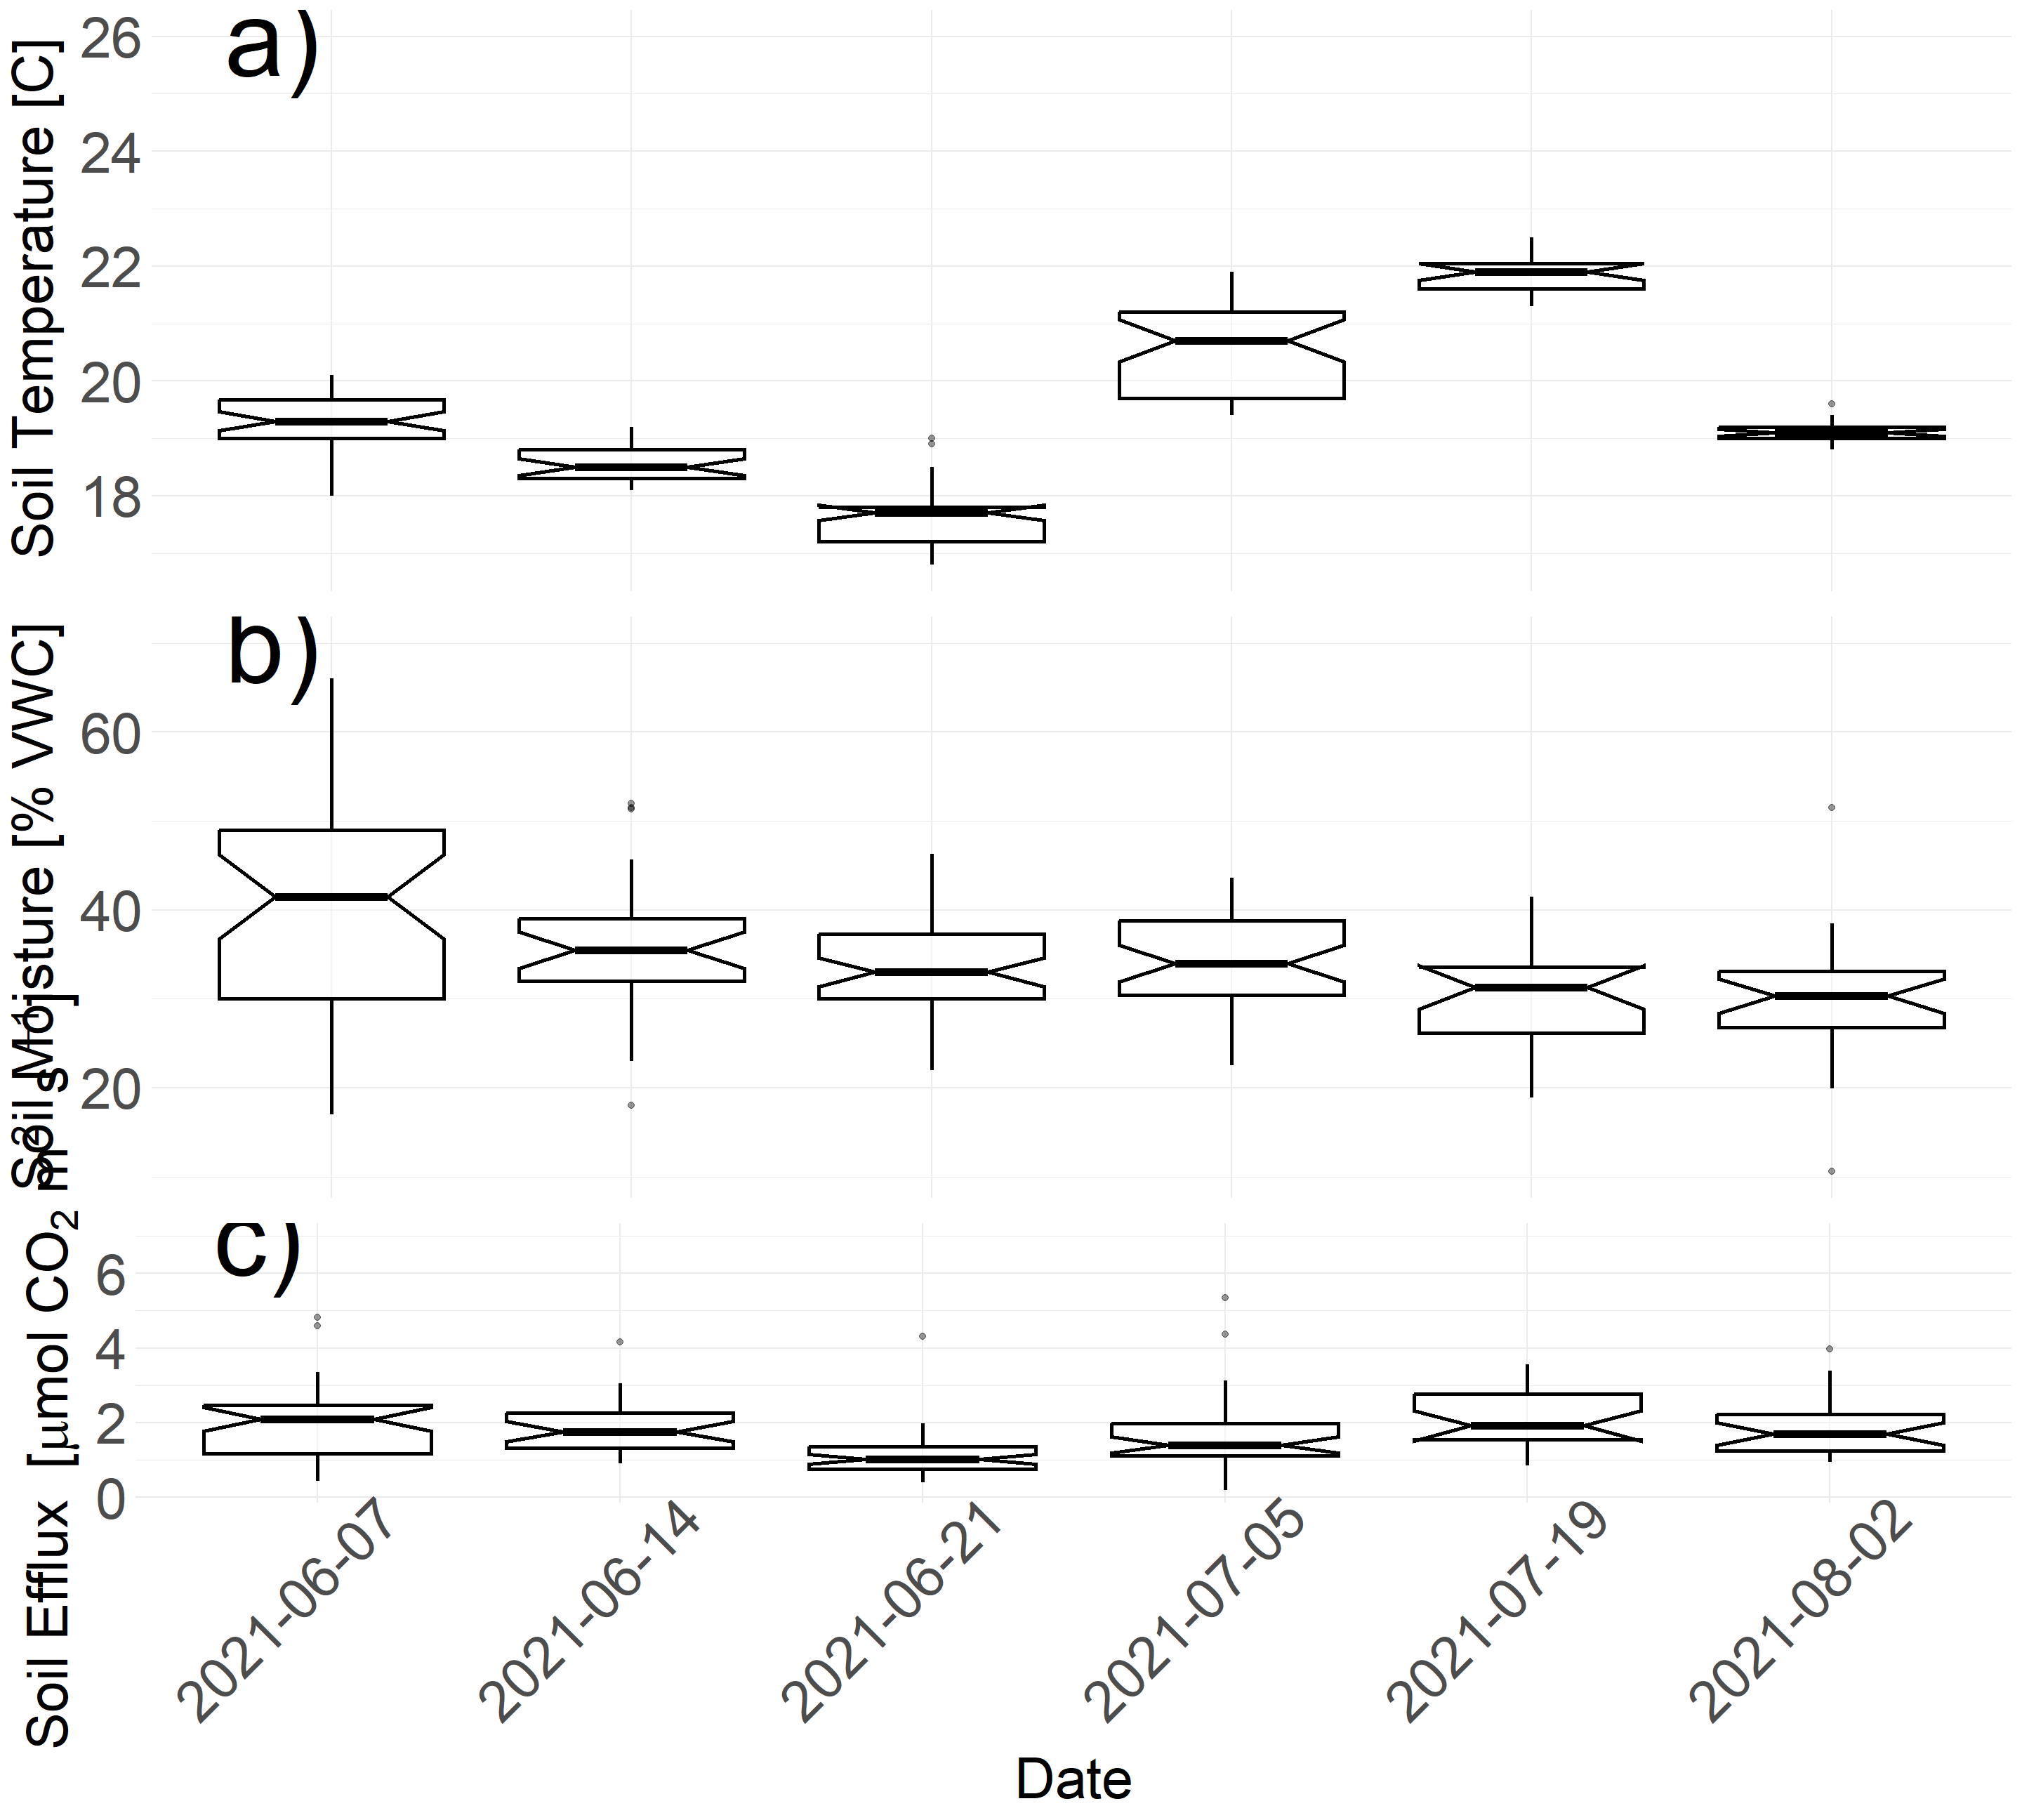 a)
Soil Temperature [C]
26
24
22
20
18
b)
Soil Moisture [% VWC]
60
40
20
c)
Soil Efflux [µmol CO₂ m⁻² s⁻¹]
6
4
2
0
2021-06-07
2021-06-14
2021-06-21
2021-07-05
2021-07-19
2021-08-02
Date